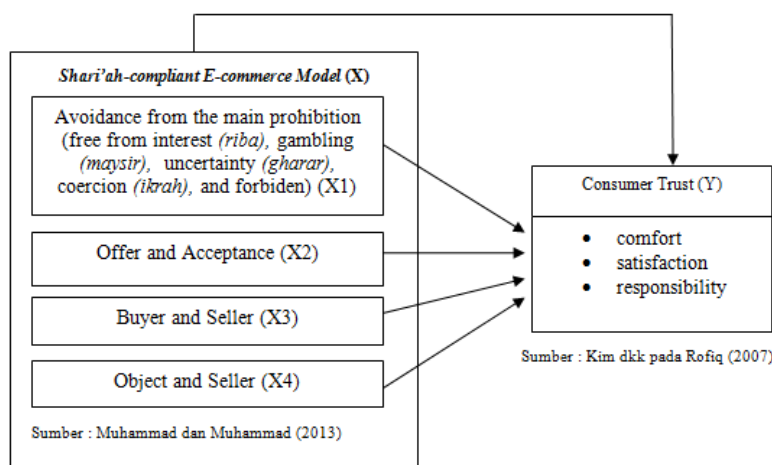 Shari'ah-compliant E-commerce Model (X)
Avoidance from the main prohibition
(free from interest (riba), gambling
(maysir), uncertainty (gharar),
coercion (ikrah), and forbiden) (X1)
Offer and Acceptance (X2)
Buyer and Seller (X3)
Object and Seller (X4)
Sumber : Muhammad dan Muhammad (2013)
Consumer Trust (Y)
• comfort
• satisfaction
• responsibility
Sumber : Kim dkk pada Rofiq (2007)